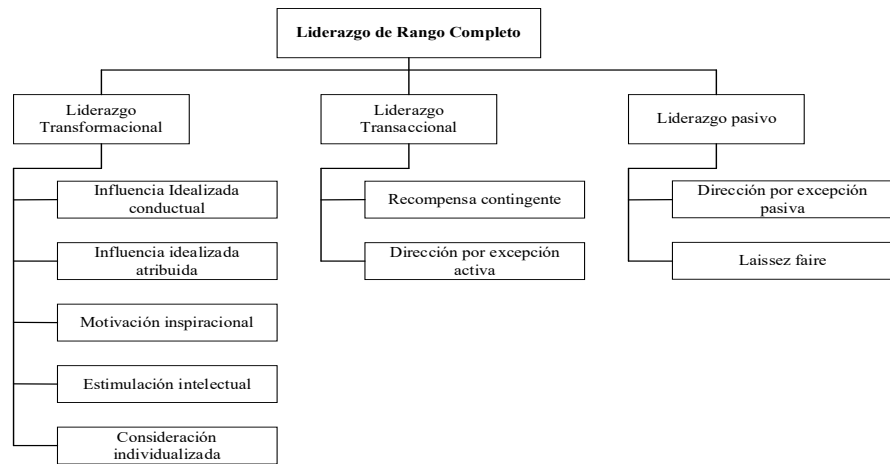 Liderazgo de Rango Completo
Liderazgo
Transformacional
Influencia Idealizada
conductual
Influencia idealizada
atribuida
Motivación inspiracional
Estimulación intelectual
Consideración
individualizada
Liderazgo
Transaccional
Recompensa contingente
Dirección por excepción
activa
Liderazgo pasivo
Dirección por excepción
pasiva
Laissez faire